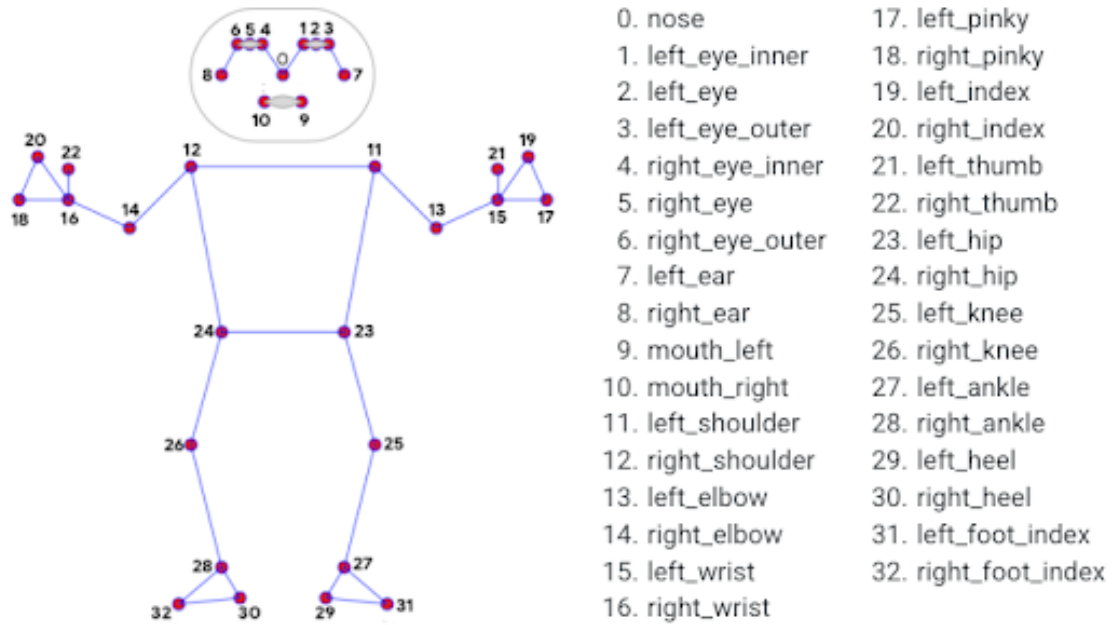 6 5 4 1 2 3
0
8 7
10 9
20 22 12 11 21 19
18 16 14 13 15 17
24 23
26 25
28 27
32 30 29 31
0. nose
1. left_eye_inner
2. left_eye
3. left_eye_outer
4. right_eye_inner
5. right_eye
6. right_eye_outer
7. left_ear
8. right_ear
9. mouth_left
10. mouth_right
11. left_shoulder
12. right_shoulder
13. left_elbow
14. right_elbow
15. left_wrist
16. right_wrist
17. left_pinky
18. right_pinky
19. left_index
20. right_index
21. left_thumb
22. right_thumb
23. left_hip
24. right_hip
25. left_knee
26. right_knee
27. left_ankle
28. right_ankle
29. left_heel
30. right_heel
31. left_foot_index
32. right_foot_index